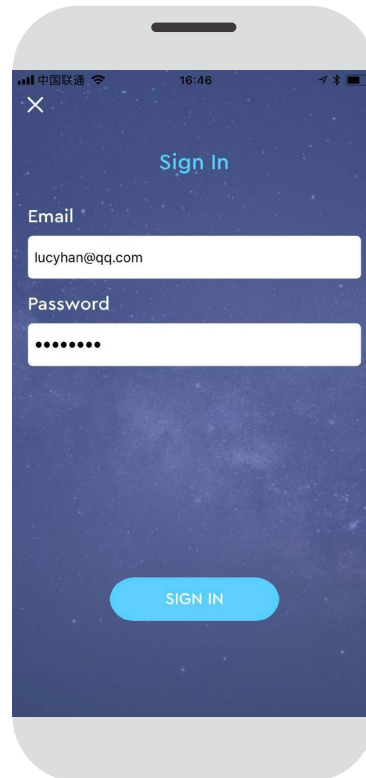 中国联通 16:46
Sign In
Email
lucyhan@qq.com
Password
••••••••
SIGN IN